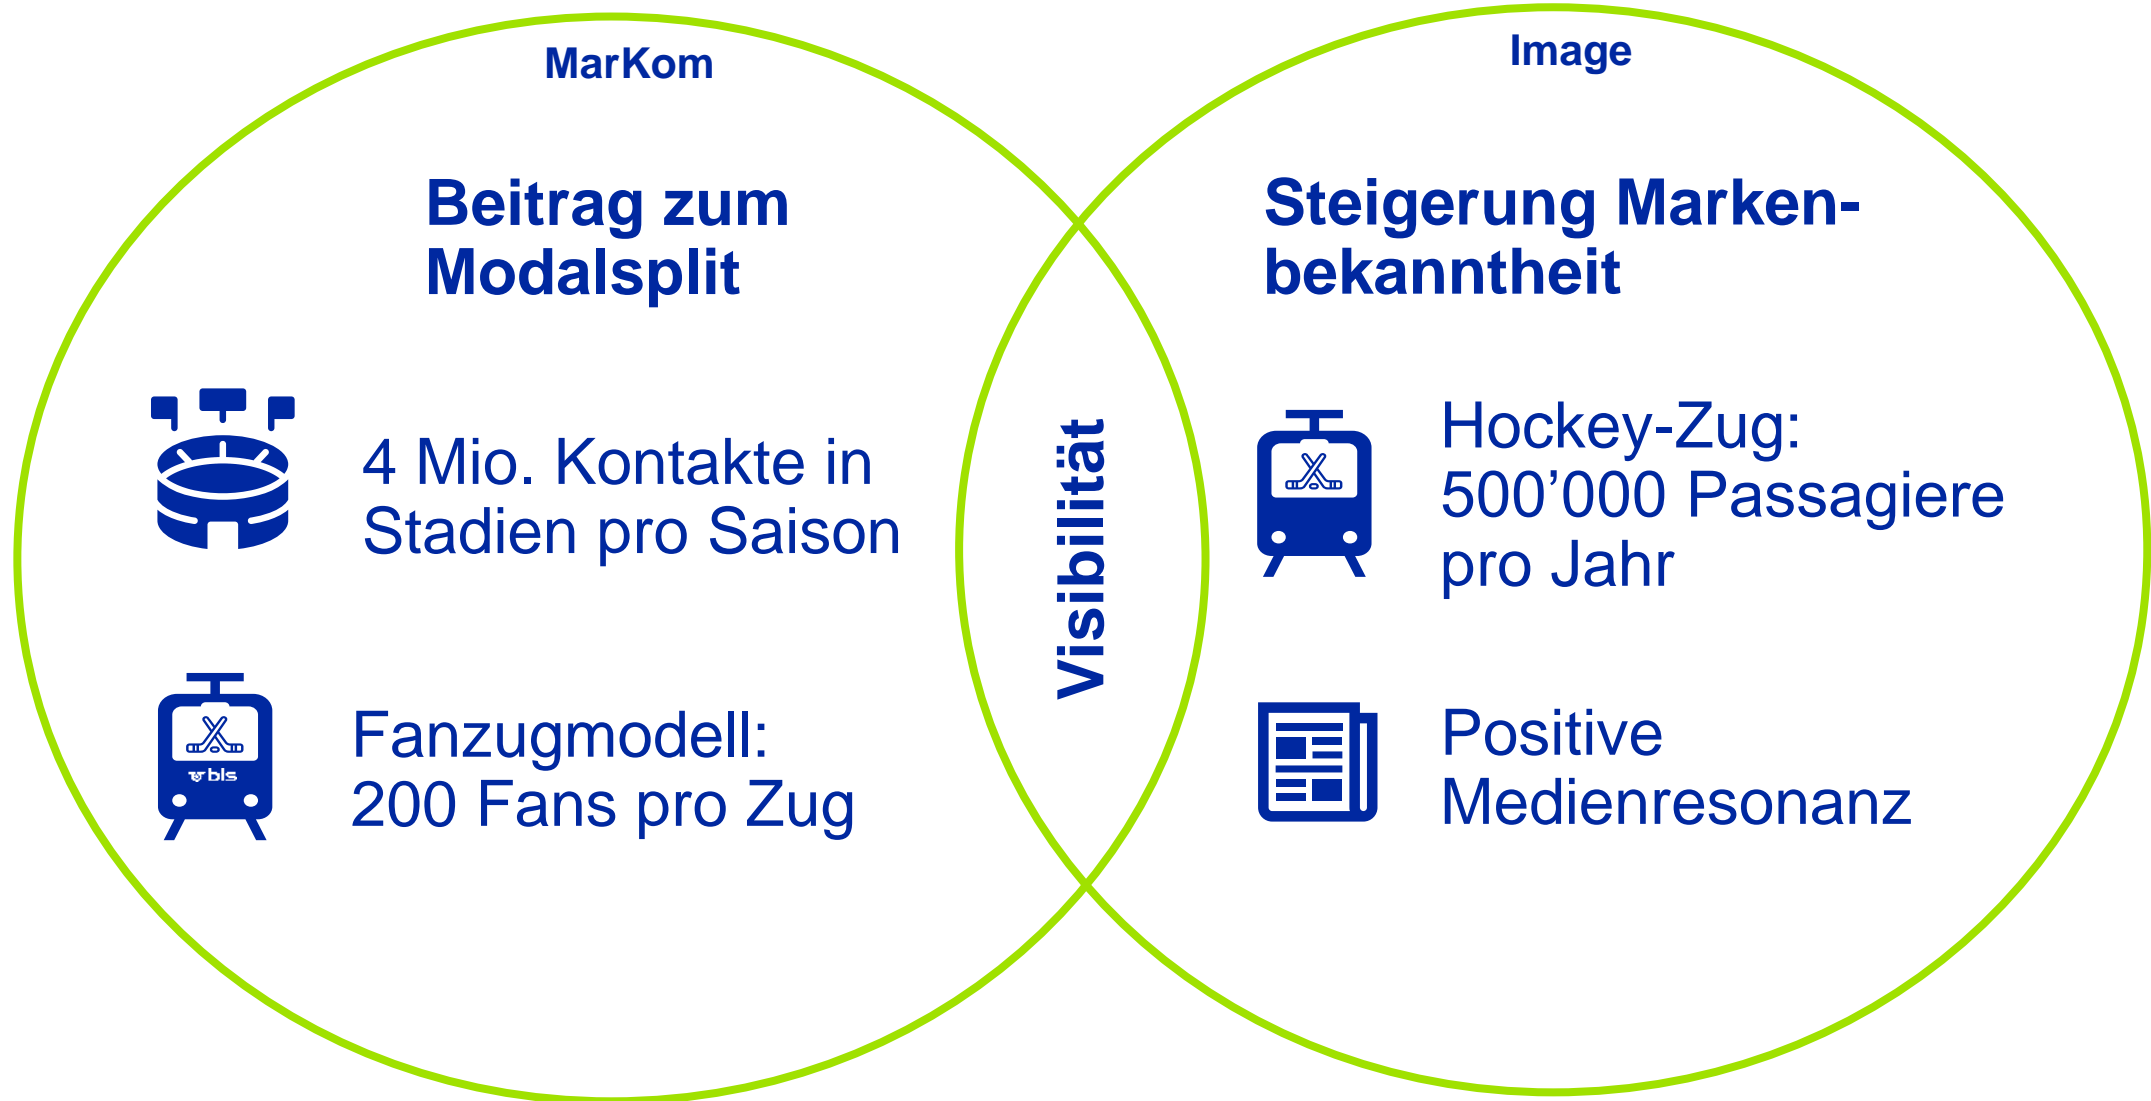 MarKom
Beitrag zum
Modalsplit
4 Mio. Kontakte in
Stadien pro Saison
bls
Fanzugmodell:
200 Fans pro Zug
Visibilität
Image
Steigerung Marken-
bekanntheit
Hockey-Zug:
500’000 Passagiere
pro Jahr
Positive
Medienresonanz